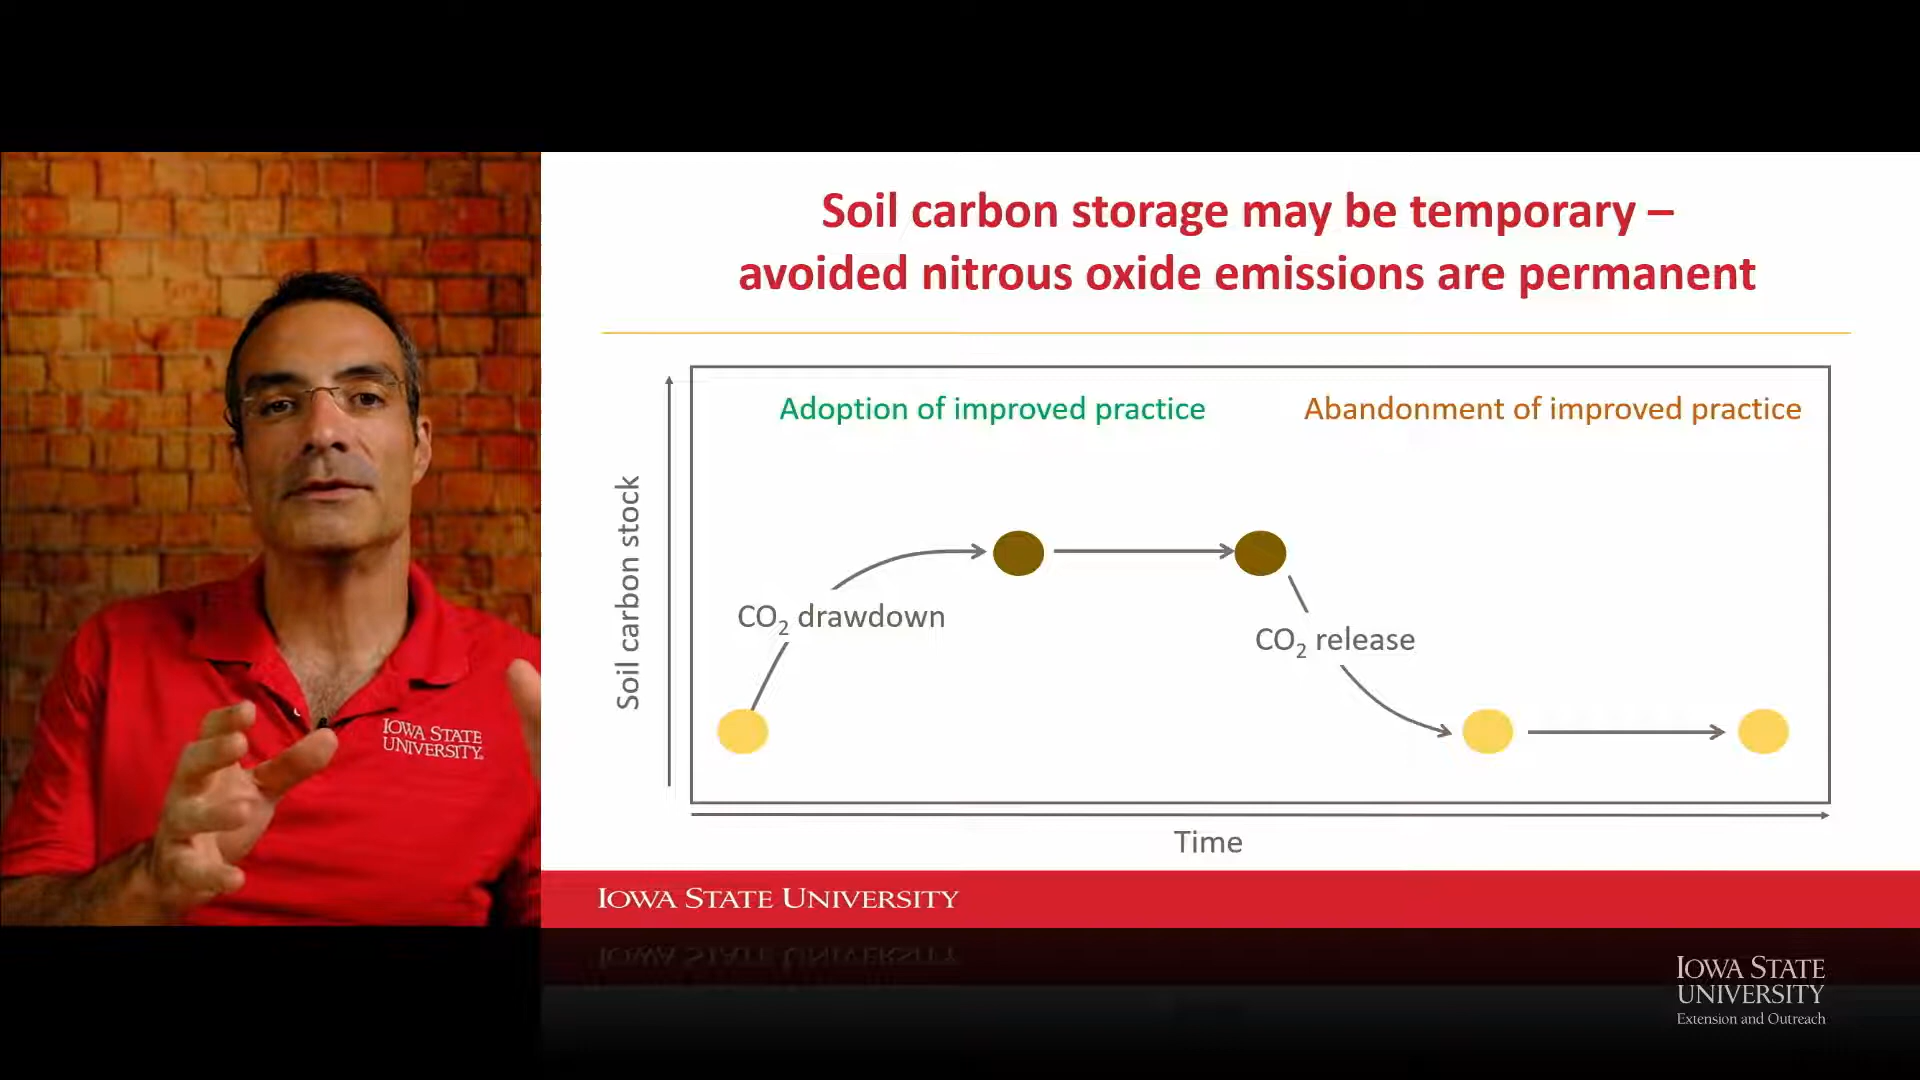 Soil carbon storage may be temporary –
avoided nitrous oxide emissions are permanent
Adoption of improved practice
Abandonment of improved practice
Soil carbon stock
CO₂ drawdown
CO₂ release
Time
IOWA STATE
UNIVERSITY
IOWA STATE UNIVERSITY
IOWA STATE
UNIVERSITY
Extension and Outreach